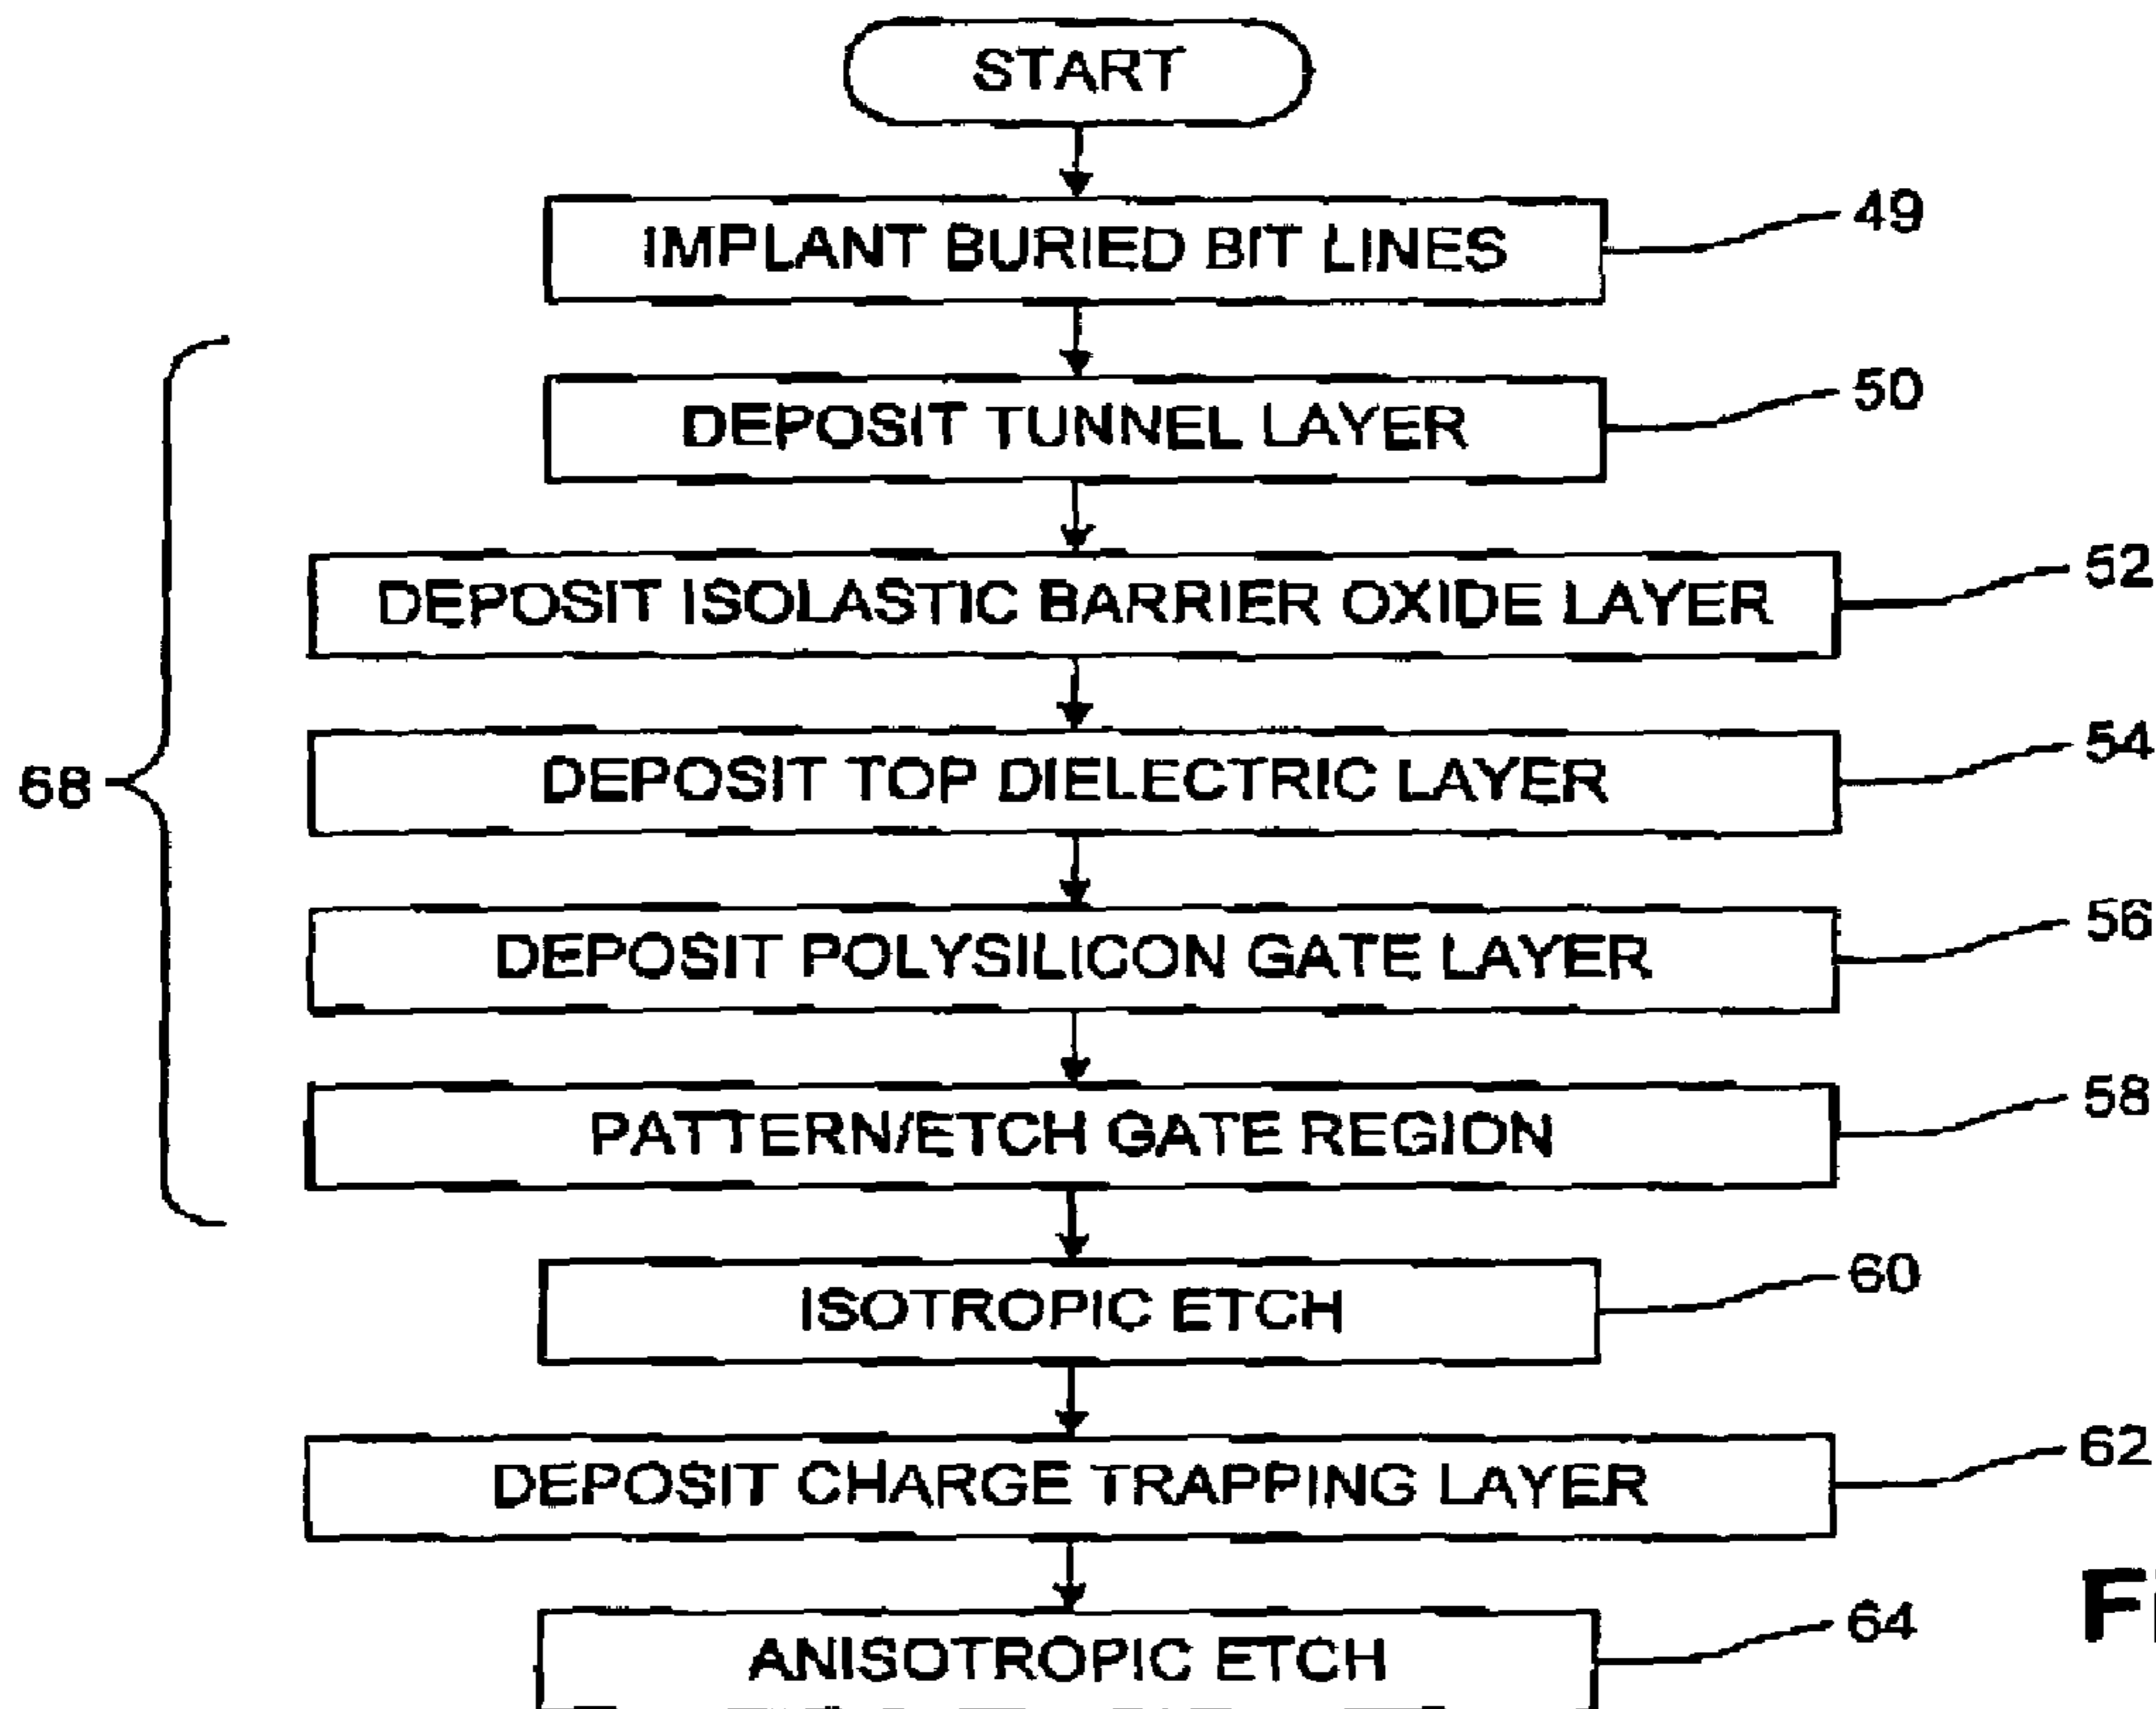 START
IMPLANT BURIED BIT LINES
49
DEPOSIT TUNNEL LAYER
50
DEPOSIT ISOLASTIC BARRIER OXIDE LAYER
52
DEPOSIT TOP DIELECTRIC LAYER
54
68
DEPOSIT POLYSILICON GATE LAYER
56
PATTERN/ETCH GATE REGION
58
ISOTROPIC ETCH
60
DEPOSIT CHARGE TRAPPING LAYER
62
ANISOTROPIC ETCH
64